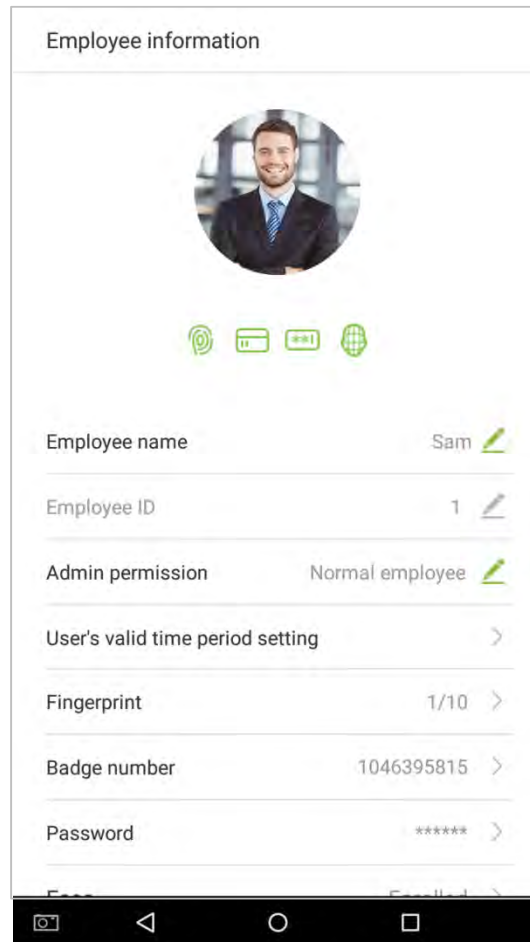 Employee information
Employee name Sam
Employee ID 1
Admin permission Normal employee
User's valid time period setting
Fingerprint 1/10
Badge number 1046395815
Password ******